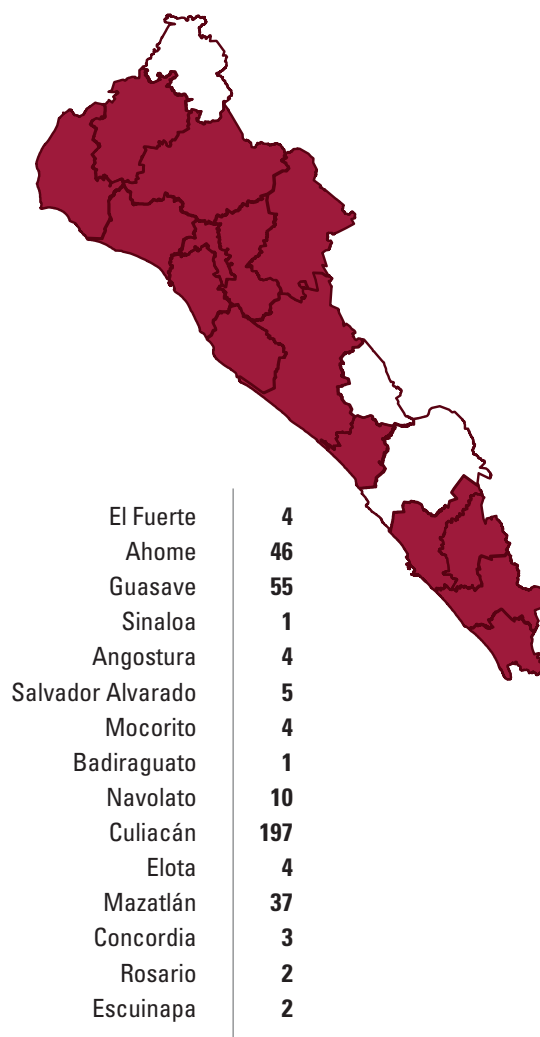 El Fuerte 4
Ahome 46
Guasave 55
Sinaloa 1
Angostura 4
Salvador Alvarado 5
Mocorito 4
Badiraguato 1
Navolato 10
Culiacán 197
Elota 4
Mazatlán 37
Concordia 3
Rosario 2
Escuinapa 2